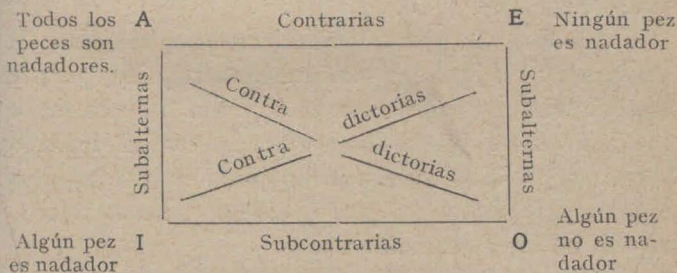 Todos los
peces son
nadadores.
A
Contrarias
E
Ningún pez
es nadador
Subalternas
Contra
dictorias
Contra
dictorias
Subalternas
Algún pez
es nadador
I
Subcontrarias
O
Algún pez
no es na-
dador